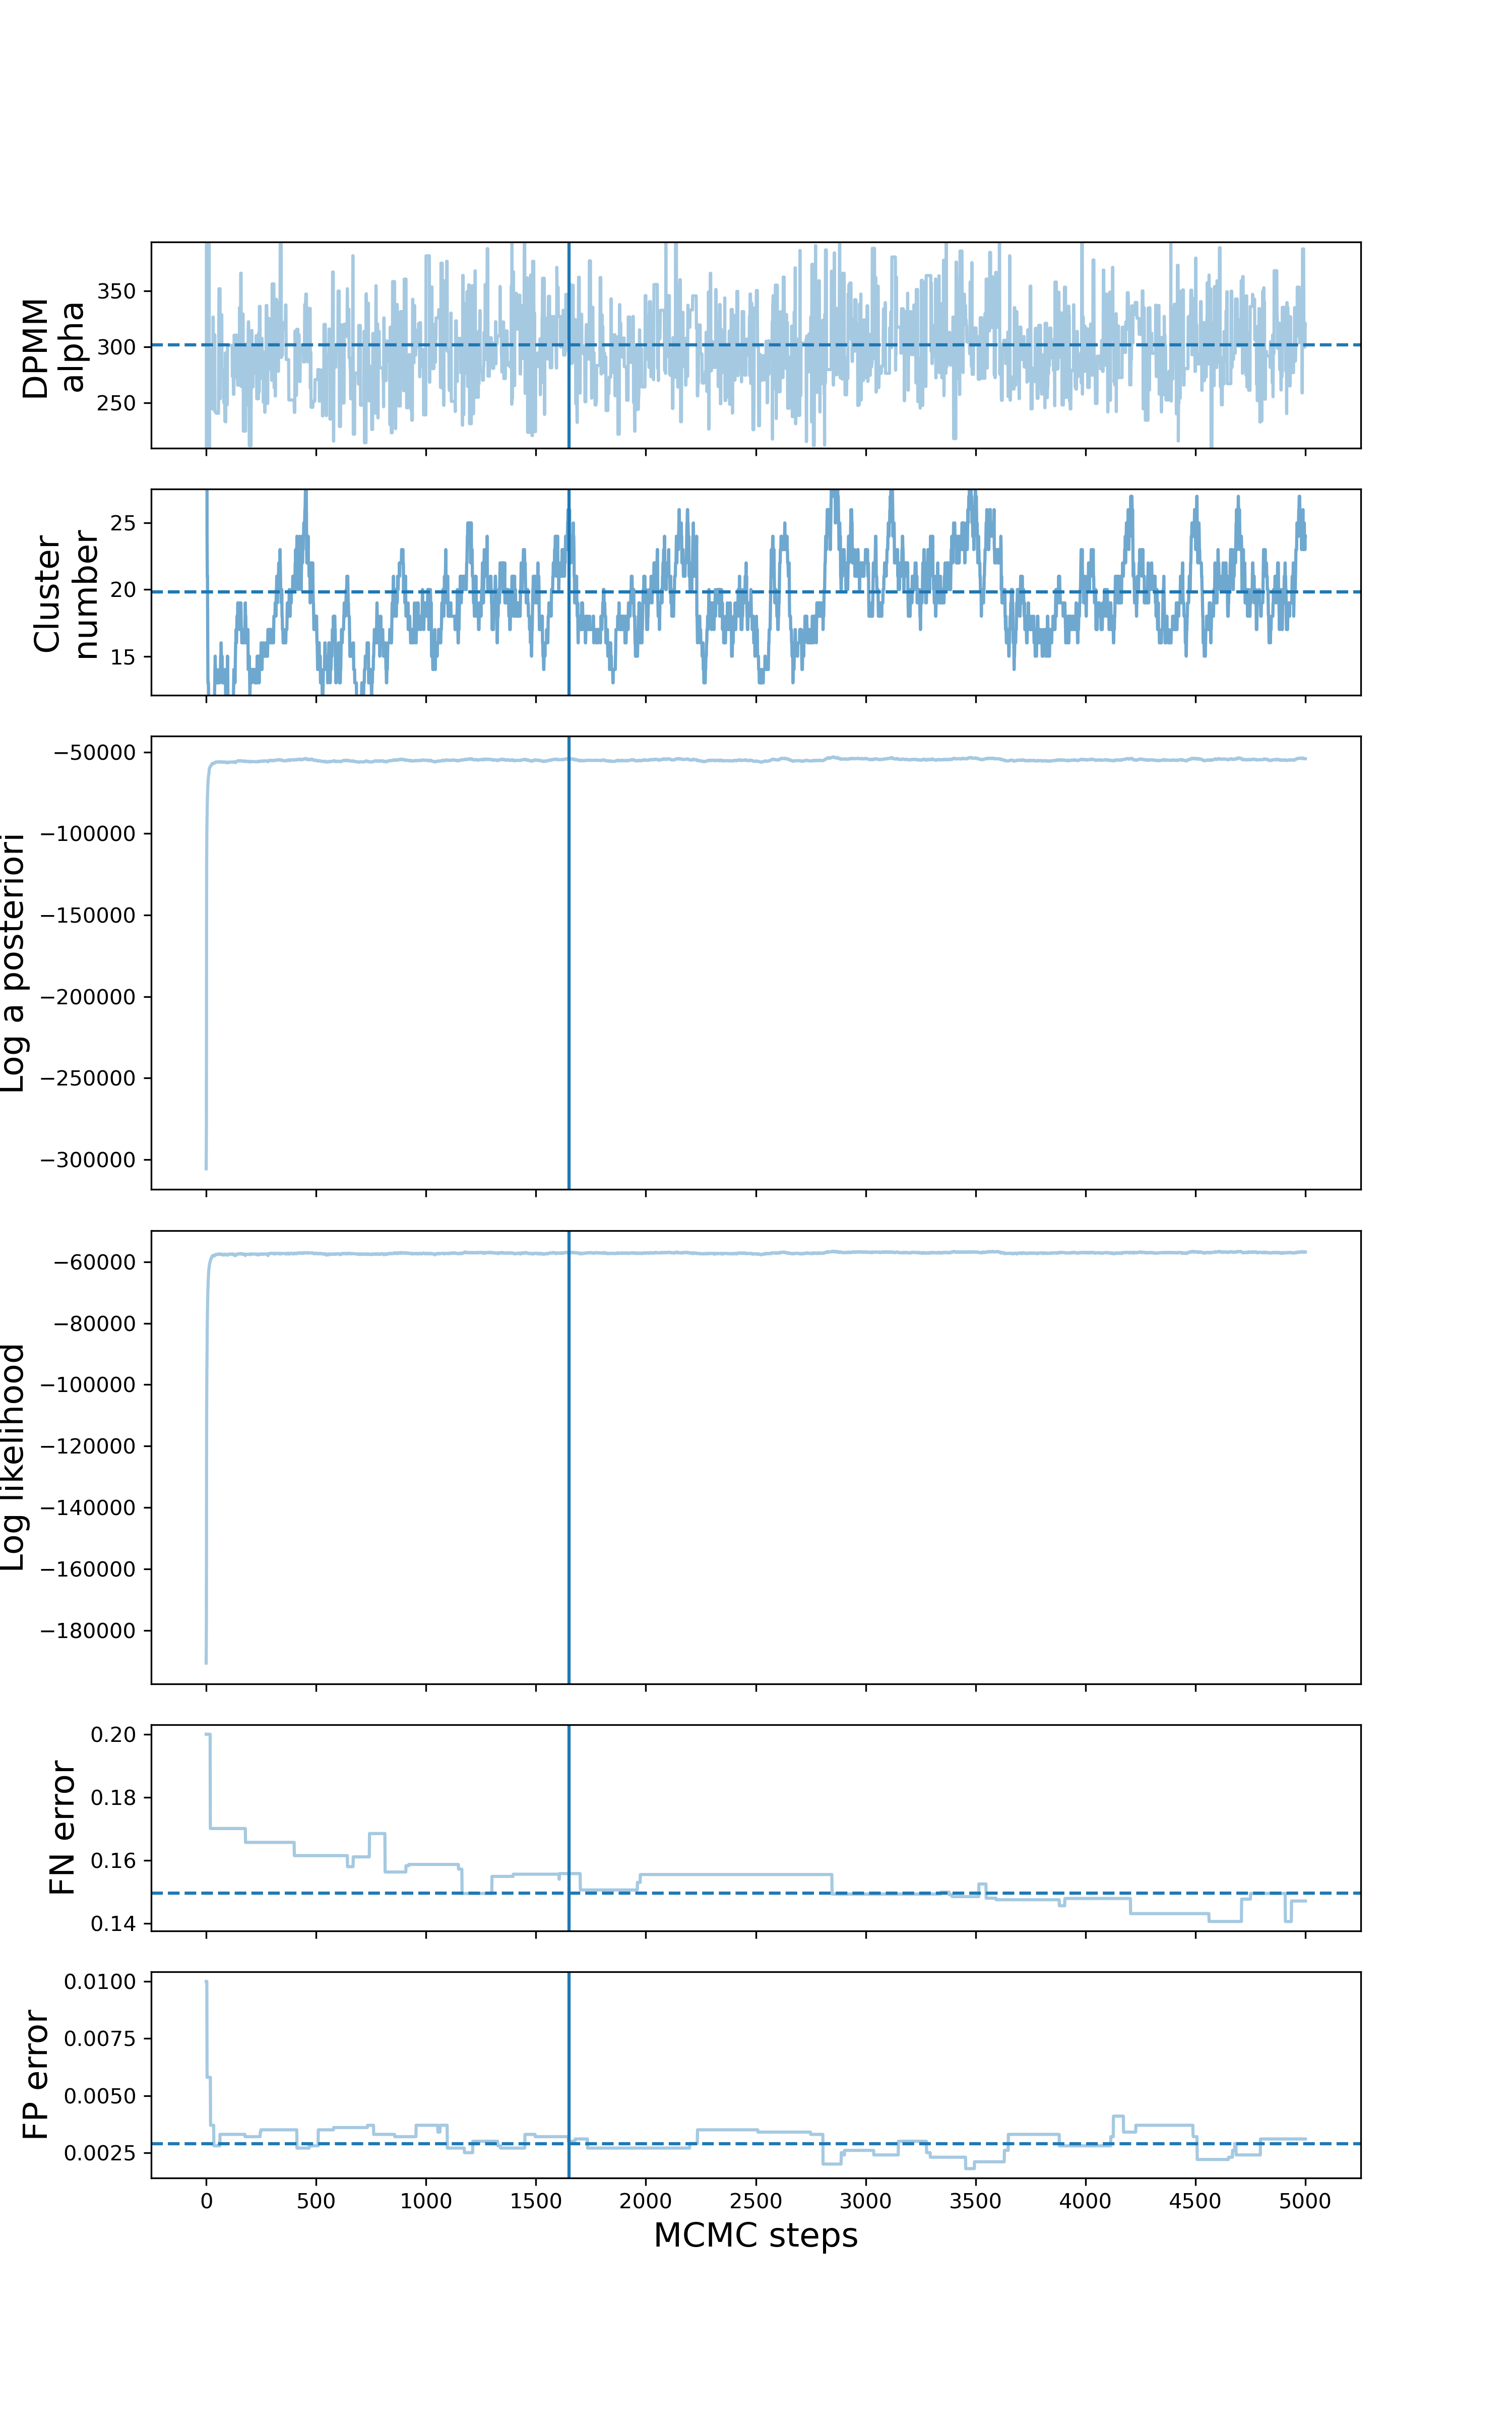 DPMM
alpha
350
300
250
Cluster
number
25
20
15
Log a posteriori
−50000
−100000
−150000
−200000
−250000
−300000
Log likelihood
−60000
−80000
−100000
−120000
−140000
−160000
−180000
FN error
0.20
0.18
0.16
0.14
FP error
0.0100
0.0075
0.0050
0.0025
0 500 1000 1500 2000 2500 3000 3500 4000 4500 5000
MCMC steps